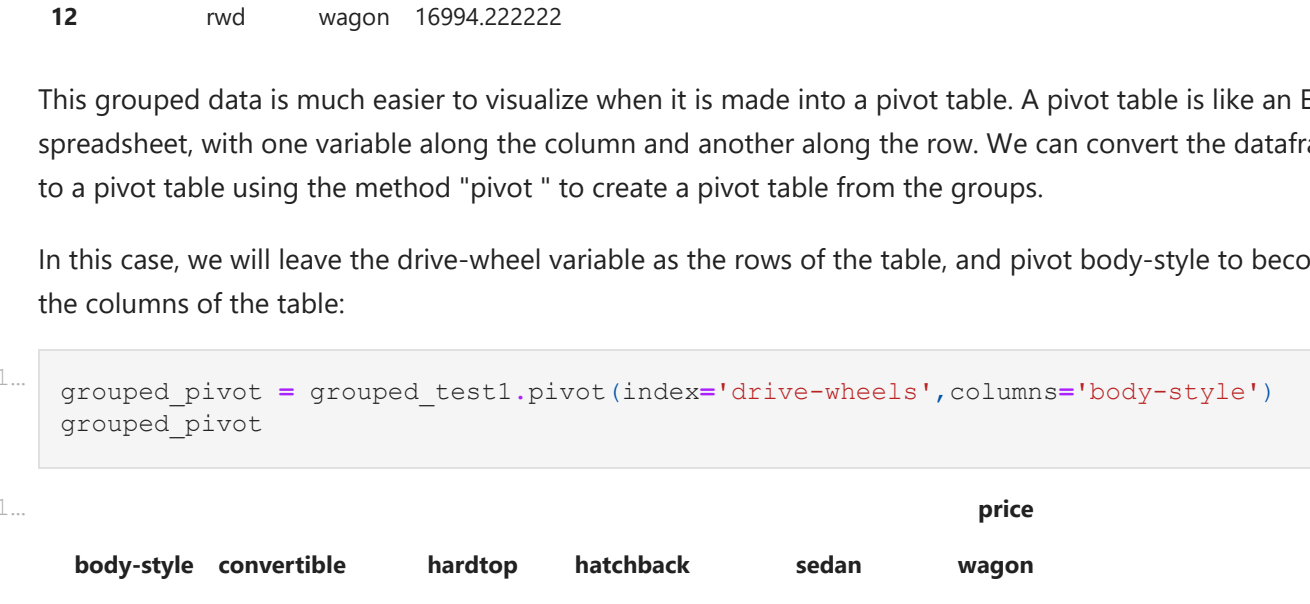 12 rwd wagon 16994.222222
This grouped data is much easier to visualize when it is made into a pivot table. A pivot table is like an
spreadsheet, with one variable along the column and another along the row. We can convert the
to a pivot table using the method "pivot " to create a pivot table from the groups.
In this case, we will leave the drive-wheel variable as the rows of the table, and pivot body-style to
the columns of the table:
grouped_pivot = grouped_test1.pivot(index='drive-wheels',columns='body-style')
grouped_pivot
price
body-style convertible hardtop hatchback sedan wagon